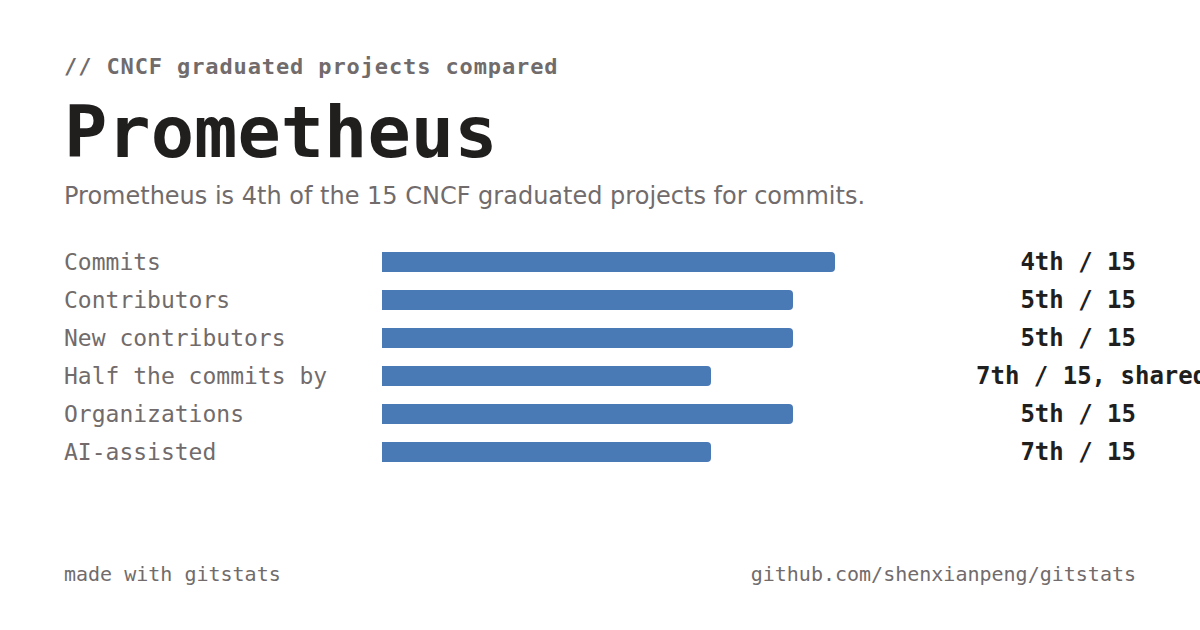 // CNCF graduated projects compared
Prometheus
Prometheus is 4th of the 15 CNCF graduated projects for commits.
Commits 4th / 15
Contributors 5th / 15
New contributors 5th / 15
Half the commits by 7th / 15, shared
Organizations 5th / 15
AI-assisted 7th / 15
made with gitstats github.com/shenxianpeng/gitstats